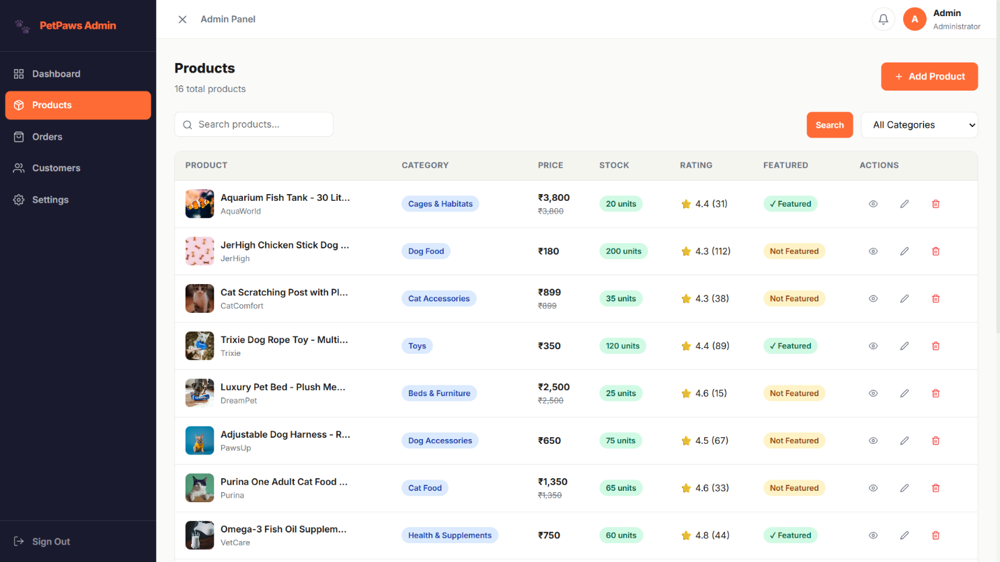 PetPaws Admin
Admin Panel
A
Admin
Administrator
Dashboard
Products
Orders
Customers
Settings
Sign Out
Products
16 total products
+ Add Product
Search products...
Search
All Categories
PRODUCT CATEGORY PRICE STOCK RATING FEATURED ACTIONS
Aquarium Fish Tank - 30 Lit...
AquaWorld
Cages & Habitats
₹3,800
₹3,800
20 units
4.4 (31)
✓ Featured
JerHigh Chicken Stick Dog ...
JerHigh
Dog Food
₹180
200 units
4.3 (112)
Not Featured
Cat Scratching Post with Pl...
CatComfort
Cat Accessories
₹899
₹899
35 units
4.3 (38)
Not Featured
Trixie Dog Rope Toy - Multi...
Trixie
Toys
₹350
120 units
4.4 (89)
✓ Featured
Luxury Pet Bed - Plush Me...
DreamPet
Beds & Furniture
₹2,500
₹2,500
25 units
4.6 (15)
Not Featured
Adjustable Dog Harness - R...
PawsUp
Dog Accessories
₹650
75 units
4.5 (67)
Not Featured
Purina One Adult Cat Food ...
Purina
Cat Food
₹1,350
₹1,350
65 units
4.6 (33)
Not Featured
Omega-3 Fish Oil Supplem...
VetCare
Health & Supplements
₹750
60 units
4.8 (44)
✓ Featured